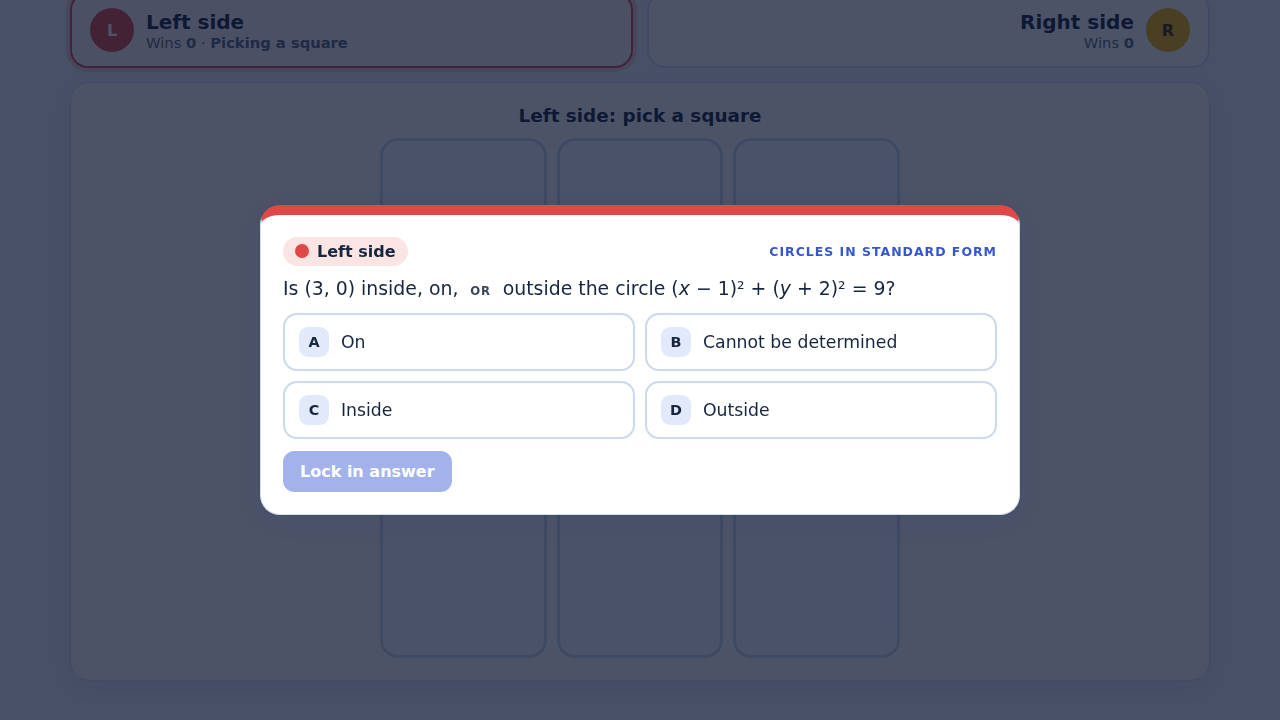 L
Left side
Wins 0 · Picking a square
Right side
Wins 0
R
Left side: pick a square
Left side
CIRCLES IN STANDARD FORM
Is (3, 0) inside, on, OR outside the circle (x − 1)² + (y + 2)² = 9?
A On
B Cannot be determined
C Inside
D Outside
Lock in answer